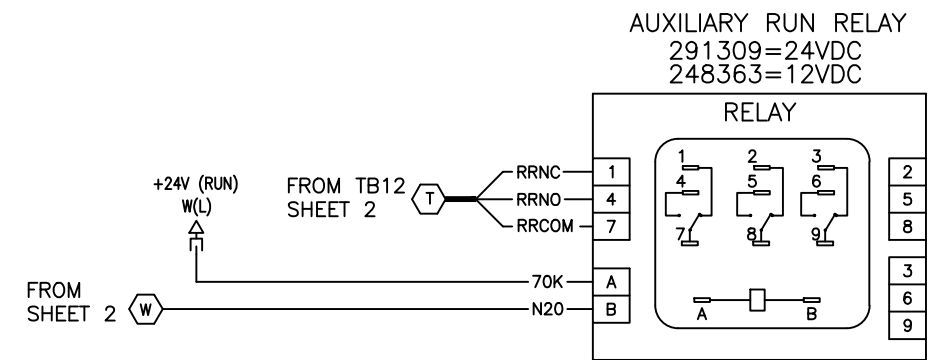 AUXILIARY RUN RELAY
291309=24VDC
248363=12VDC
RELAY
1 2 3
4 5 6
7 8 9
A B
+24V (RUN)
W(L)
FROM TB12
SHEET 2
T
RRNC 1
RRNO 4
RRCOM 7
70K A
N20 B
FROM
SHEET 2
W
2
5
8
3
6
9